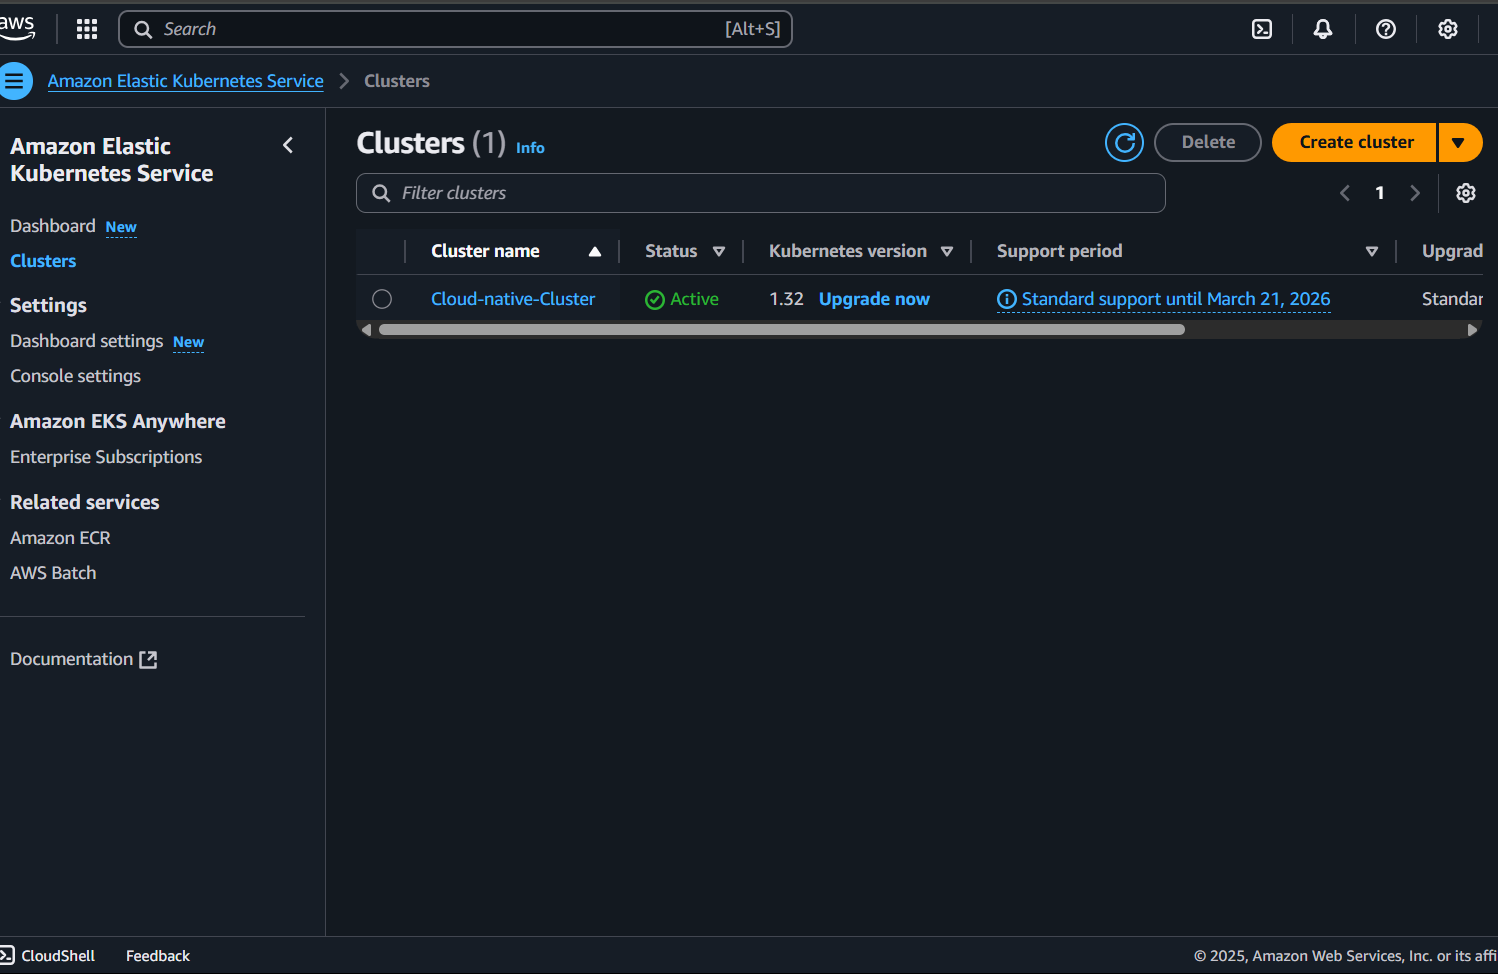 aws
Search [Alt+S]
Amazon Elastic Kubernetes Service > Clusters
Amazon Elastic
Kubernetes Service
Dashboard New
Clusters
Settings
Dashboard settings New
Console settings
Amazon EKS Anywhere
Enterprise Subscriptions
Related services
Amazon ECR
AWS Batch
Documentation
Clusters (1) Info
Delete
Create cluster
Filter clusters
1
Cluster name Status Kubernetes version Support period Upgrad
Cloud-native-Cluster Active 1.32 Upgrade now Standard support until March 21, 2026 Standar
CloudShell Feedback © 2025, Amazon Web Services, Inc. or its affi